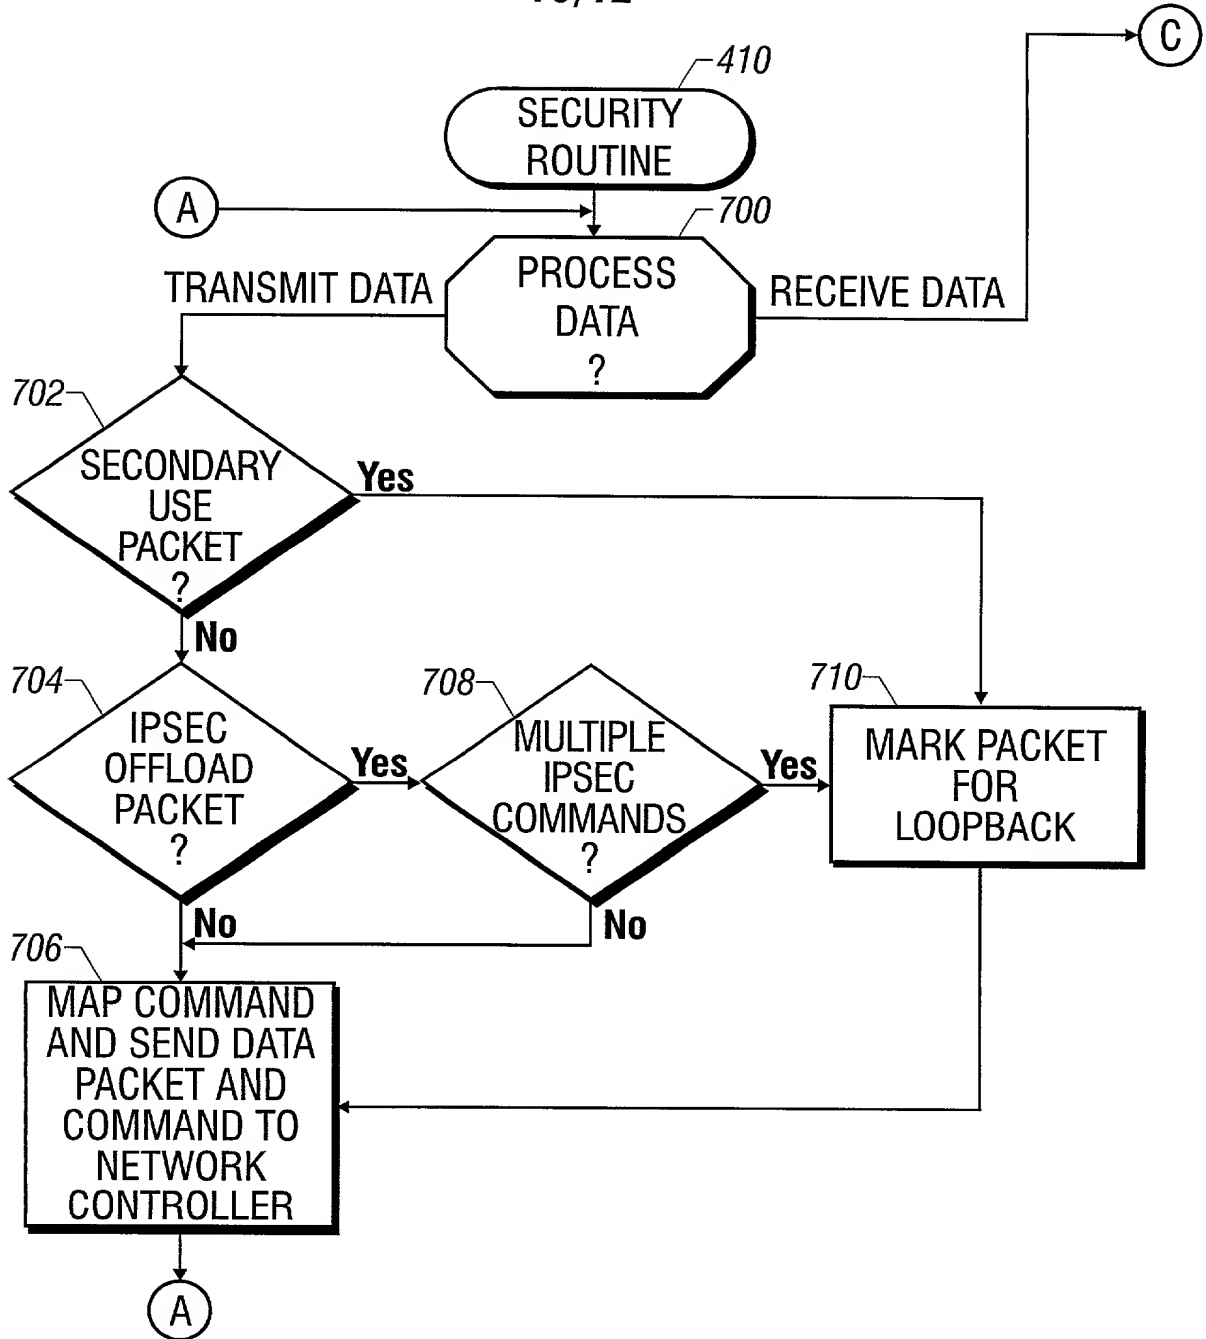 C
410
SECURITY
ROUTINE
A
700
PROCESS
DATA
?
TRANSMIT DATA
RECEIVE DATA
702
SECONDARY
USE
PACKET
?
Yes
No
704
IPSEC
OFFLOAD
PACKET
?
Yes
No
708
MULTIPLE
IPSEC
COMMANDS
?
Yes
No
710
MARK PACKET
FOR
LOOPBACK
706
MAP COMMAND
AND SEND DATA
PACKET AND
COMMAND TO
NETWORK
CONTROLLER
A